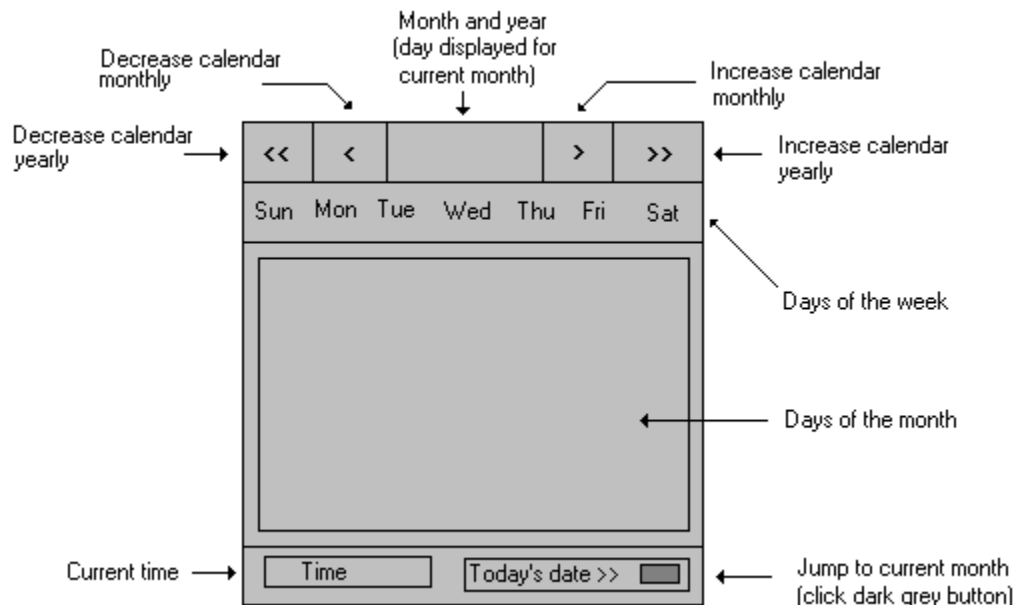 Month and year
(day displayed for
current month)
Decrease calendar
monthly
Increase calendar
monthly
Decrease calendar
yearly
<< < > >>
Increase calendar
yearly
Sun Mon Tue Wed Thu Fri Sat
Days of the week
Days of the month
Current time
Time
Today's date >>
Jump to current month
(click dark grey button)